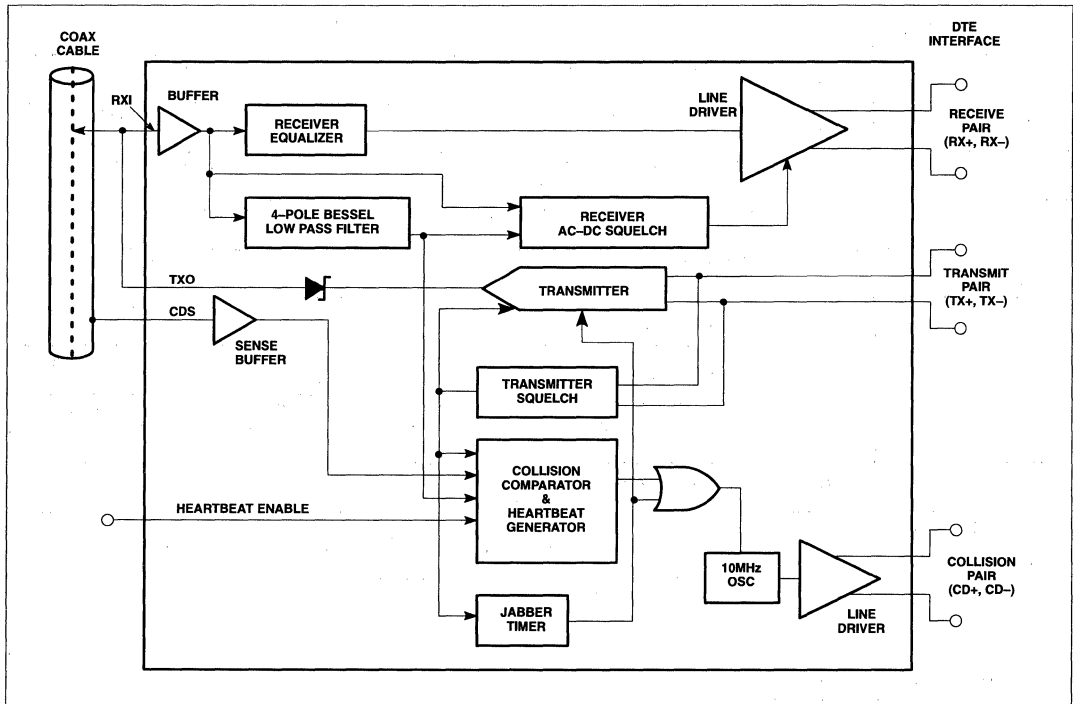 COAX
CABLE
DTE
INTERFACE
RXI
BUFFER
RECEIVER
EQUALIZER
LINE
DRIVER
RECEIVE
PAIR
(RX+, RX–)
4–POLE BESSEL
LOW PASS FILTER
RECEIVER
AC–DC SQUELCH
TXO
TRANSMITTER
TRANSMIT
PAIR
(TX+, TX–)
CDS
SENSE
BUFFER
TRANSMITTER
SQUELCH
COLLISION
COMPARATOR
&
HEARTBEAT
GENERATOR
HEARTBEAT ENABLE
10MHz
OSC
COLLISION
PAIR
(CD+, CD–)
LINE
DRIVER
JABBER
TIMER